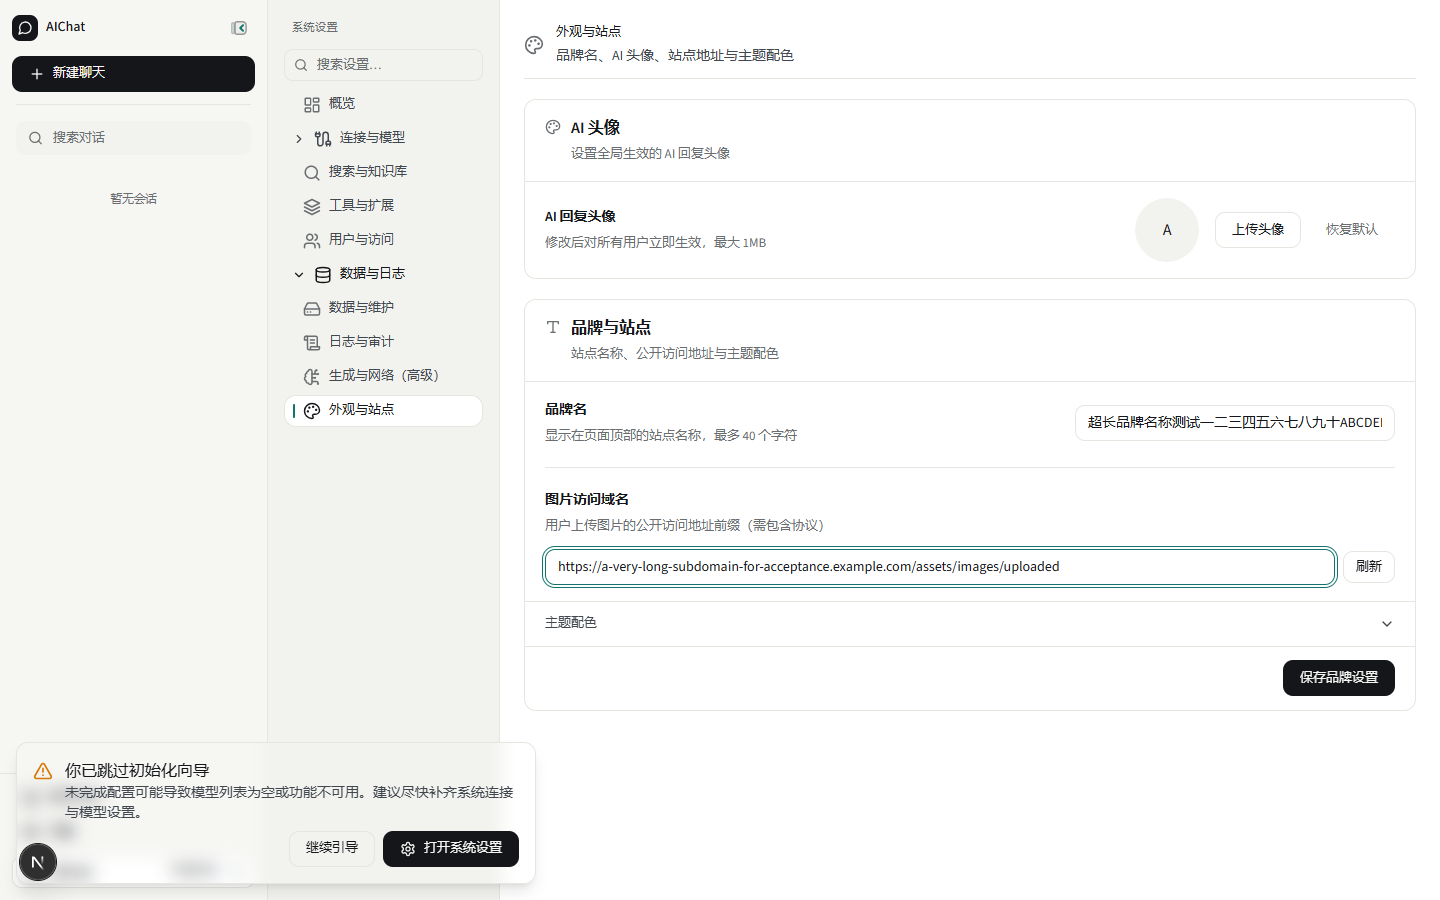 AIChat
新建聊天
搜索对话
暂无会话
系统设置
搜索设置...
概览
连接与模型
搜索与知识库
工具与扩展
用户与访问
数据与日志
数据与维护
日志与审计
生成与网络（高级）
外观与站点
外观与站点
品牌名、AI 头像、站点地址与主题配色
AI 头像
设置全局生效的 AI 回复头像
AI 回复头像
修改后对所有用户立即生效，最大 1MB
A
上传头像
恢复默认
品牌与站点
站点名称、公开访问地址与主题配色
品牌名
显示在页面顶部的站点名称，最多 40 个字符
超长品牌名称测试一二三四五六七八九十ABCDE
图片访问域名
用户上传图片的公开访问地址前缀（需包含协议）
https://a-very-long-subdomain-for-acceptance.example.com/assets/images/uploaded
刷新
主题配色
保存品牌设置
你已跳过初始化向导
未完成配置可能导致模型列表为空或功能不可用。建议尽快补齐系统连接
与模型设置。
继续引导
打开系统设置
N